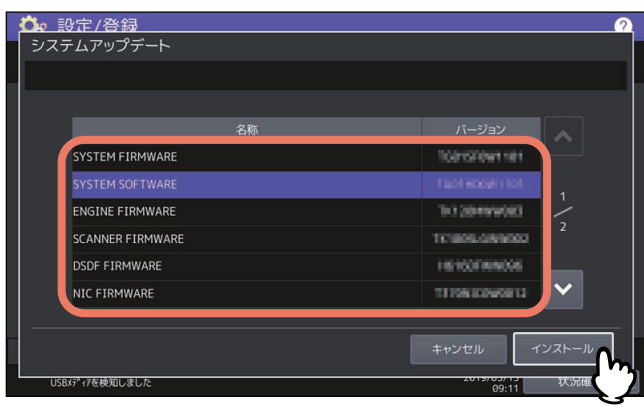 設定/登録
?
システムアップデート
名称 バージョン
SYSTEM FIRMWARE
SYSTEM SOFTWARE
ENGINE FIRMWARE
SCANNER FIRMWARE
DSDF FIRMWARE
NIC FIRMWARE
1
2
キャンセル インストール
USBﾒﾃﾞｨｱを検知しました
09:11